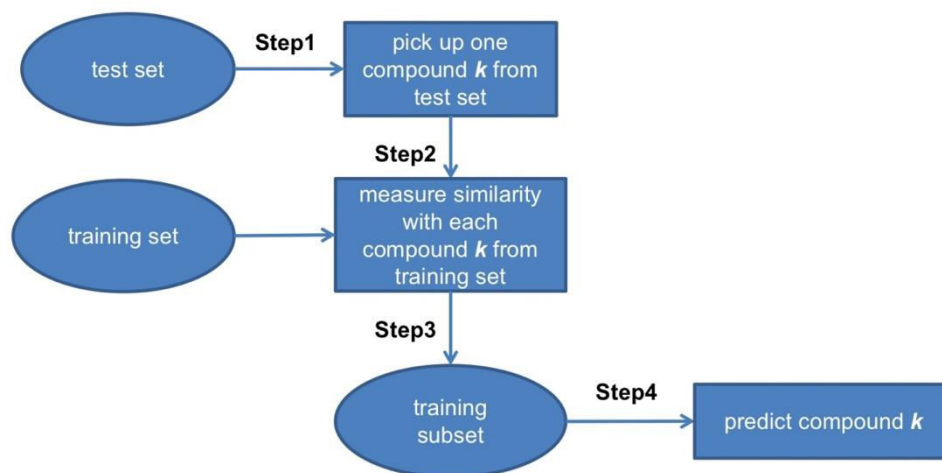 test set
Step1
pick up one
compound k from
test set
Step2
training set
measure similarity
with each
compound k from
training set
Step3
training
subset
Step4
predict compound k